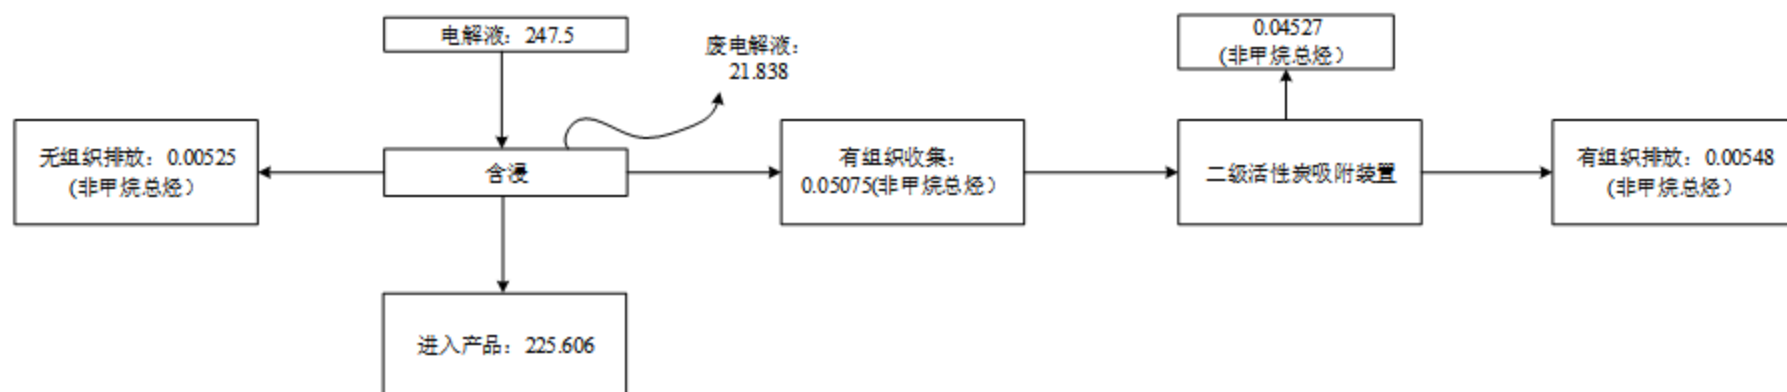 电解液：247.5
废电解液：
21.838
0.04527
(非甲烷总烃）
无组织排放：0.00525
(非甲烷总烃）
含浸
有组织收集：
0.05075(非甲烷总烃）
二级活性炭吸附装置
有组织排放：0.00548
(非甲烷总烃）
进入产品：225.606